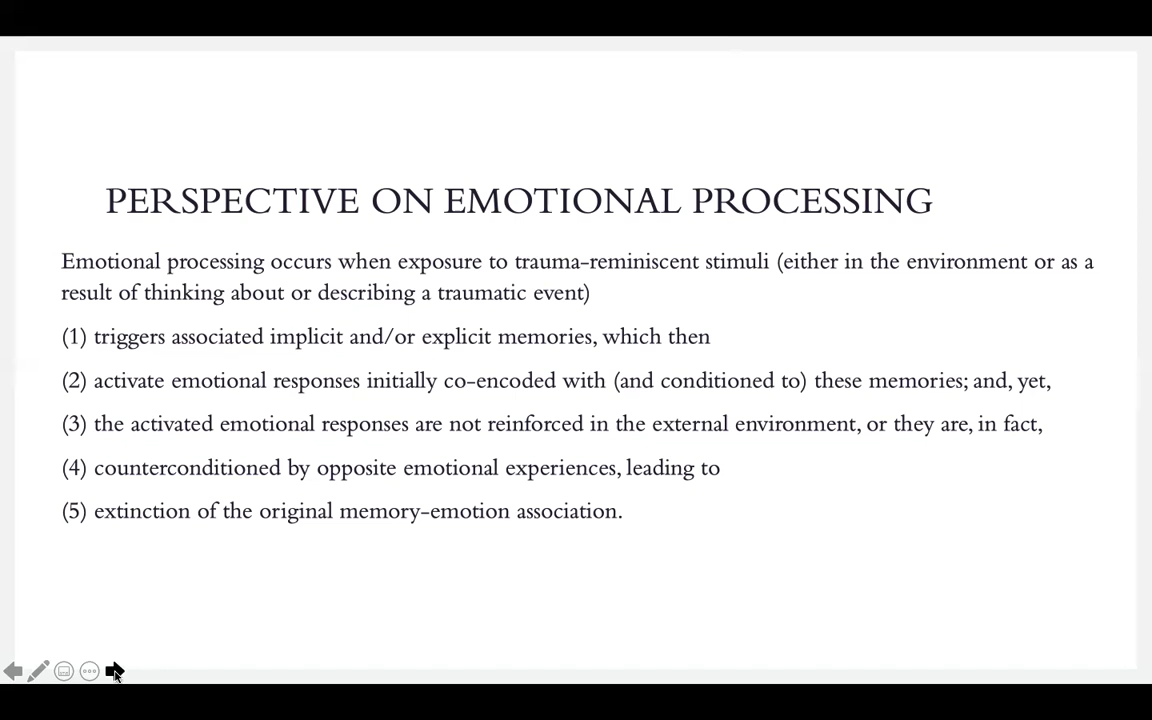 PERSPECTIVE ON EMOTIONAL PROCESSING
Emotional processing occurs when exposure to trauma-reminiscent stimuli (either in the environment or as a
result of thinking about or describing a traumatic event)
(1) triggers associated implicit and/or explicit memories, which then
(2) activate emotional responses initially co-encoded with (and conditioned to) these memories; and, yet,
(3) the activated emotional responses are not reinforced in the external environment, or they are, in fact,
(4) counterconditioned by opposite emotional experiences, leading to
(5) extinction of the original memory-emotion association.